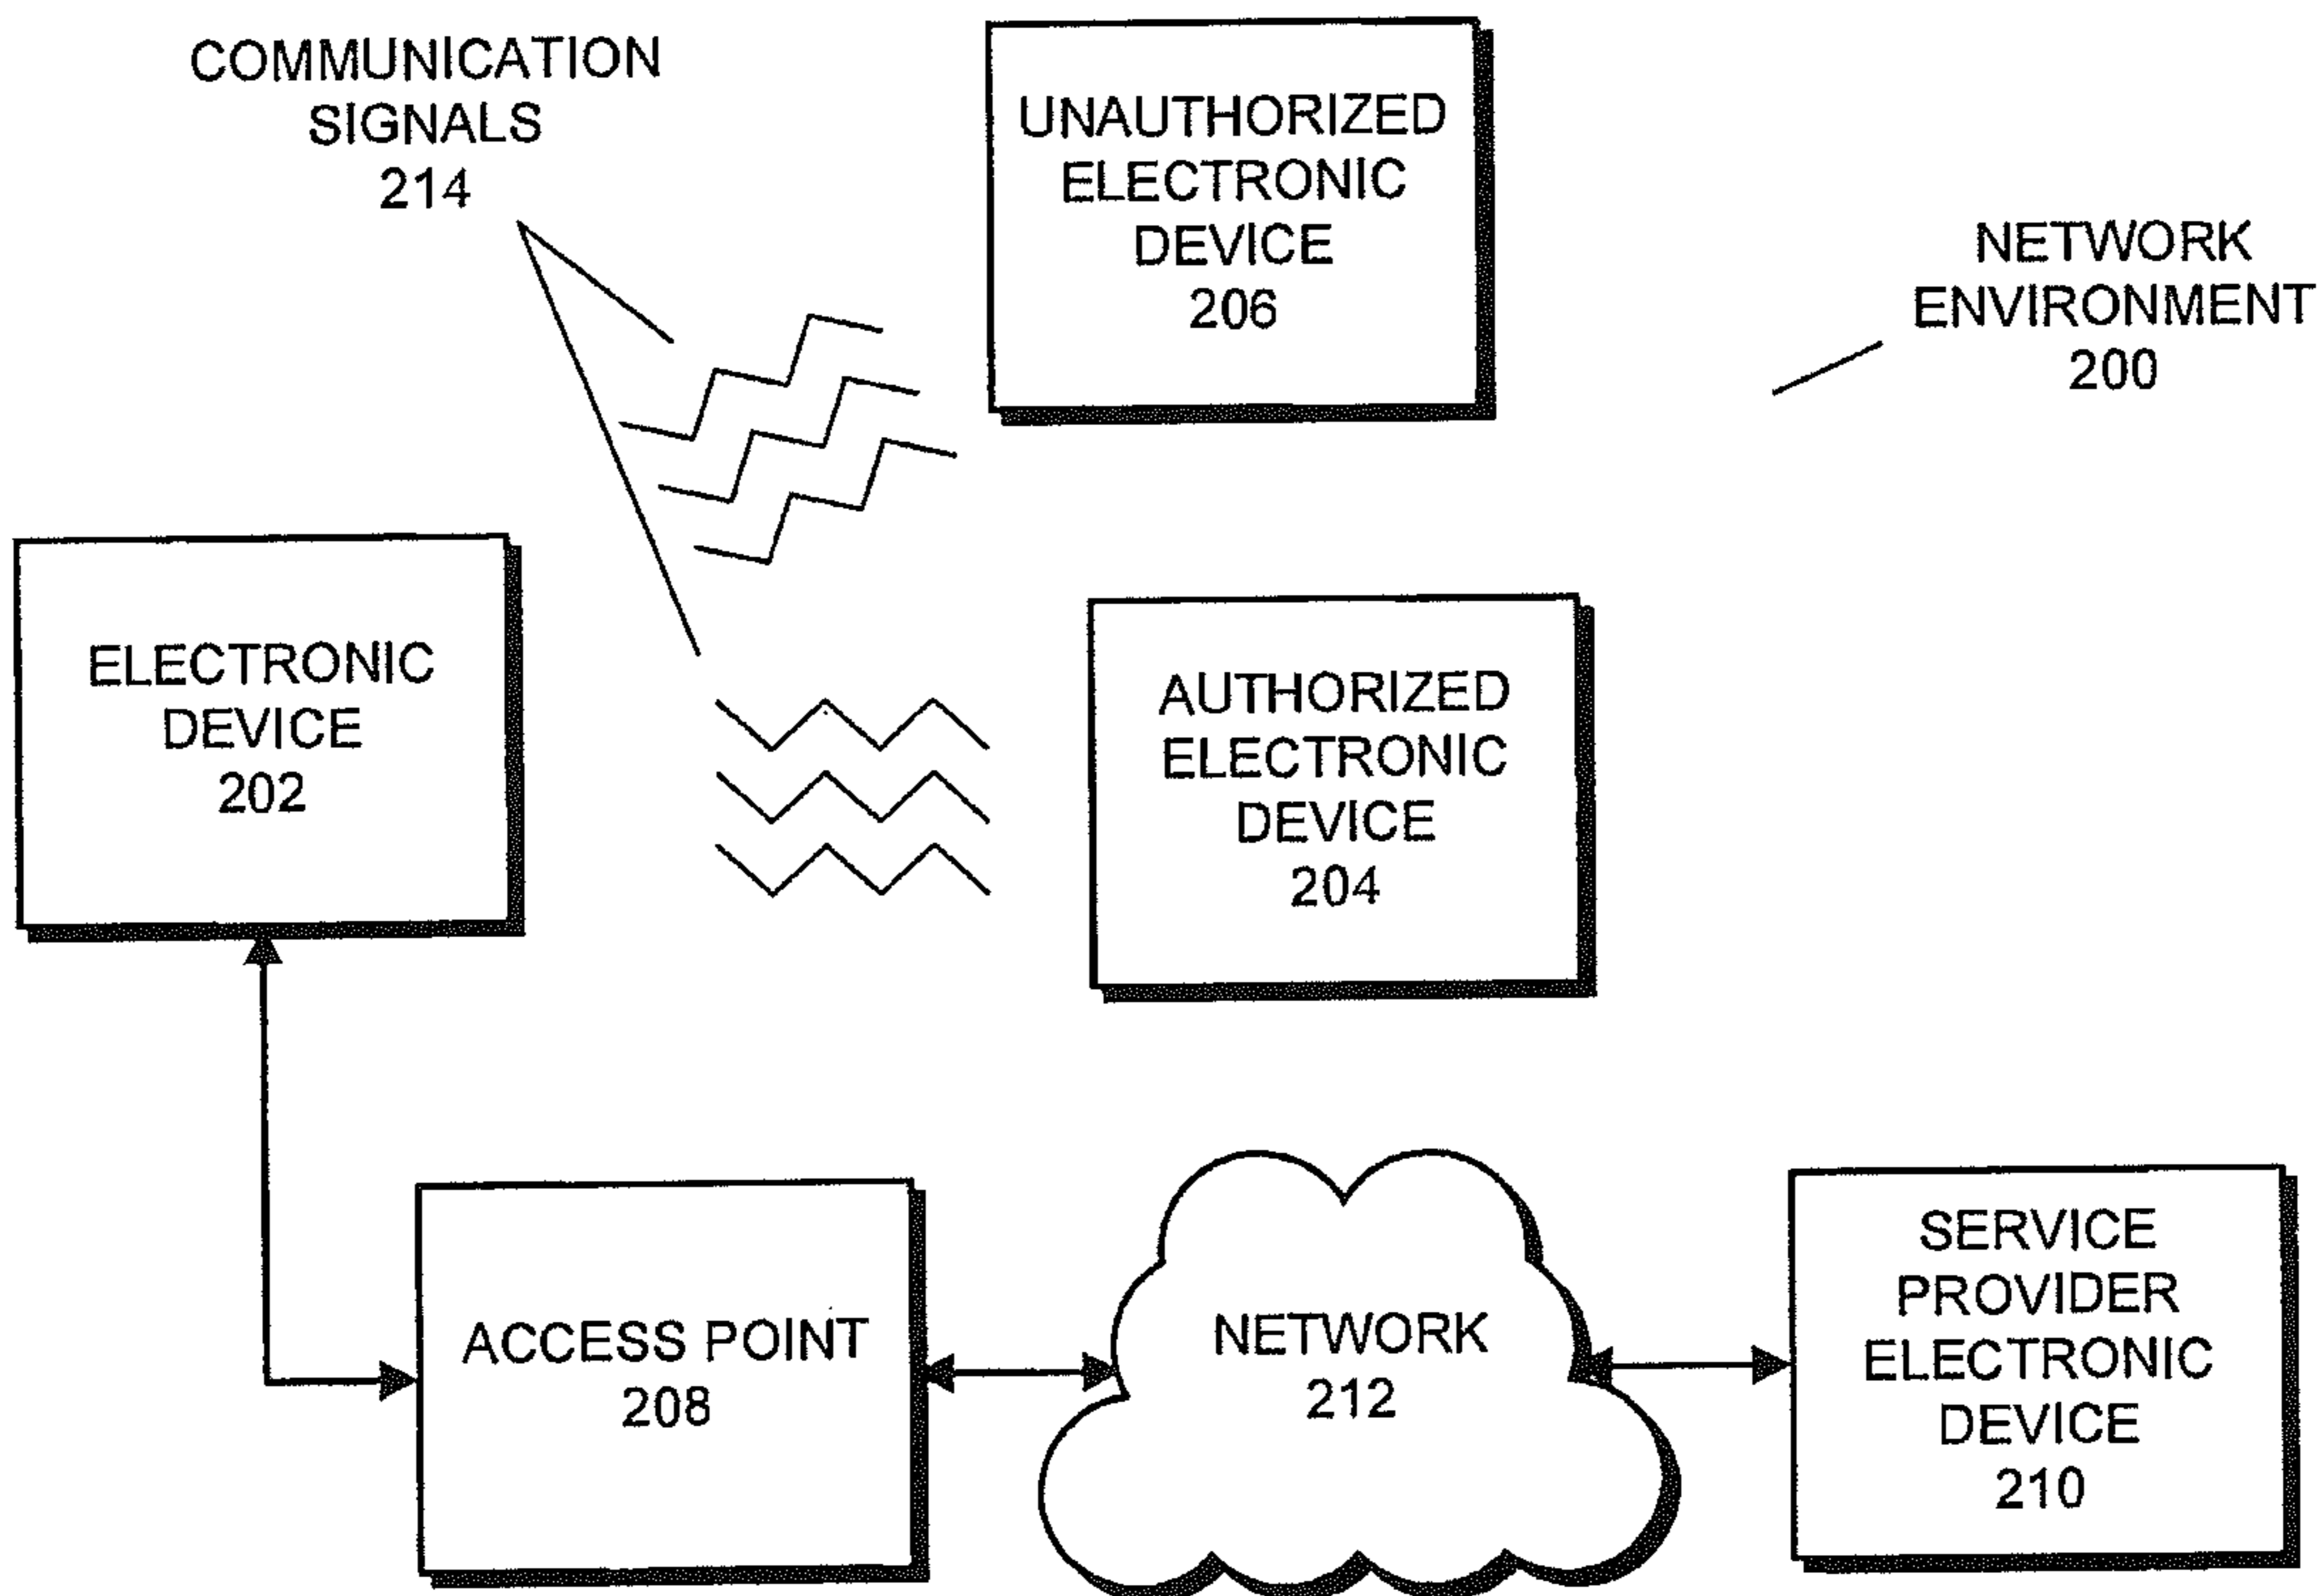 COMMUNICATION
SIGNALS
214
UNAUTHORIZED
ELECTRONIC
DEVICE
206
NETWORK
ENVIRONMENT
200
ELECTRONIC
DEVICE
202
AUTHORIZED
ELECTRONIC
DEVICE
204
ACCESS POINT
208
NETWORK
212
SERVICE
PROVIDER
ELECTRONIC
DEVICE
210